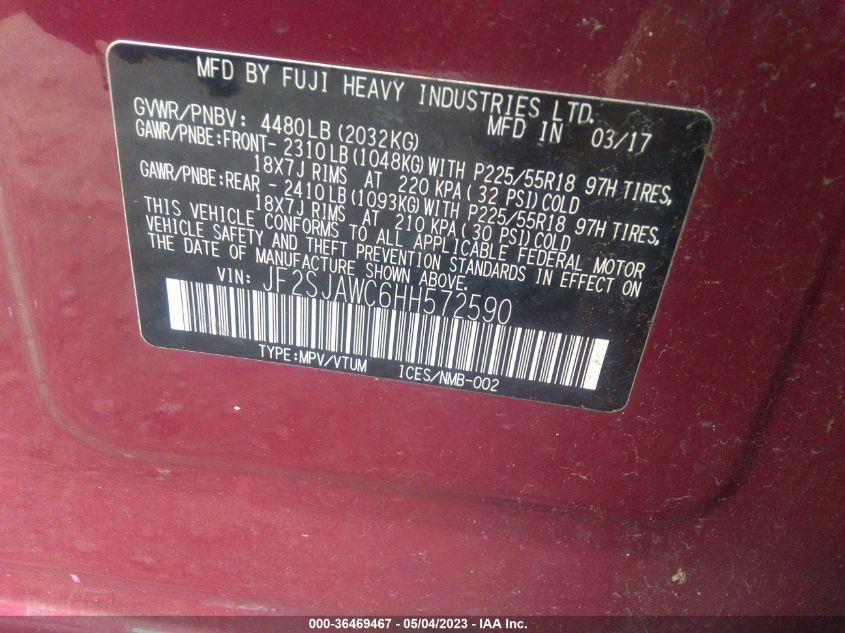 MFD BY FUJI HEAVY INDUSTRIES LTD.
MFD IN 03/17
GVWR/PNBV: 4480LB(2032KG)
GAWR/PNBE:FRONT- 2310LB(1048KG)WITH P225/55R18 97H TIRES,
18X7J RIMS AT 220 KPA(32 PSI)COLD
GAWR/PNBE:REAR - 2410LB(1093KG)WITH P225/55R18 97H TIRES,
18X7J RIMS AT 210 KPA(30 PSI)COLD
THIS VEHICLE CONFORMS TO ALL APPLICABLE FEDERAL MOTOR
VEHICLE SAFETY AND THEFT PREVENTION STANDARDS IN EFFECT ON
THE DATE OF MANUFACTURE SHOWN ABOVE.
VIN: JF2SJAWC6HH572590
TYPE:MPV/VTUM ICES/NMB-002
000-36469467 - 05/04/2023 - IAA Inc.